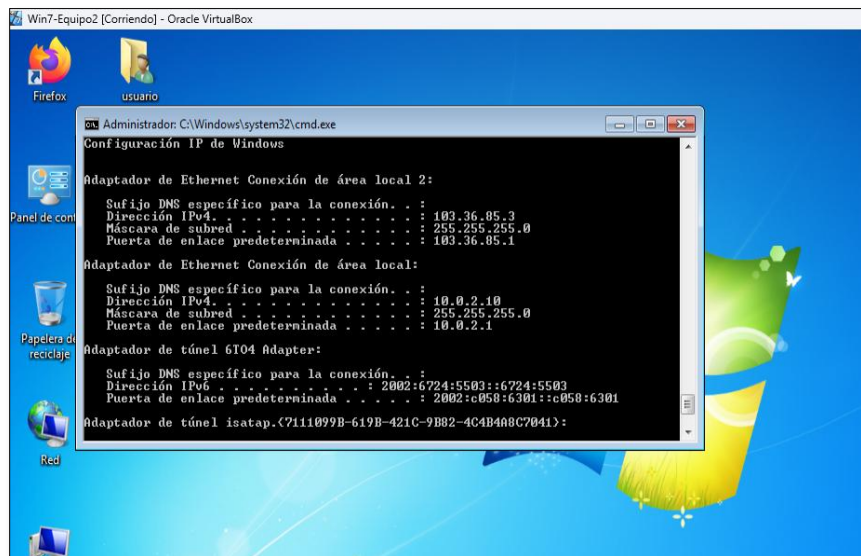 Win7-Equipo2 [Corriendo] - Oracle VirtualBox
Firefox
usuario
Administrador: C:\Windows\system32\cmd.exe
Configuración IP de Windows
Adaptador de Ethernet Conexión de área local 2:
Sufijo DNS específico para la conexión. . :
Dirección IPv4. . . . . . . . . . . . . . : 103.36.85.3
Máscara de subred . . . . . . . . . . . . : 255.255.255.0
Puerta de enlace predeterminada . . . . . : 103.36.85.1
Adaptador de Ethernet Conexión de área local:
Sufijo DNS específico para la conexión. . :
Dirección IPv4. . . . . . . . . . . . . . : 10.0.2.10
Máscara de subred . . . . . . . . . . . . : 255.255.255.0
Puerta de enlace predeterminada . . . . . : 10.0.2.1
Adaptador de túnel 6TO4 Adapter:
Sufijo DNS específico para la conexión. . :
Dirección IPv6 . . . . . . . . . . : 2002:6724:5503::6724:5503
Puerta de enlace predeterminada . . . . . : 2002:c058:6301::c058:6301
Adaptador de túnel isatap.{7111099B-619B-421C-9B82-4C4B4A8C7041}:
Panel de cont
Papelera de
reciclaje
Red